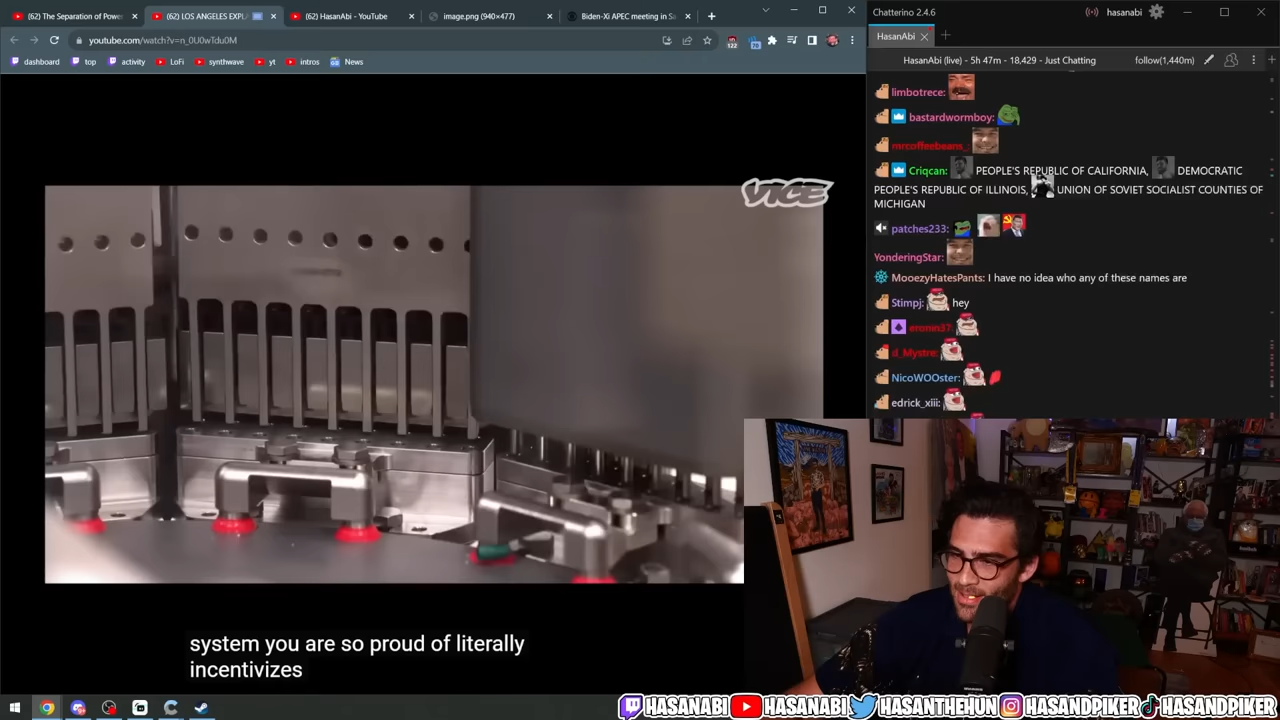 (62) The Separation of Power
(62) LOS ANGELES EXPL
(62) HasanAbi - YouTube
image.png (940×477)
Biden-Xi APEC meeting in Sa
youtube.com/watch?v=n_0U0wTdu0M
122
dashboard
top
activity
LoFi
synthwave
yt
intros
News
VICE
system you are so proud of literally
incentivizes
Chatterino 2.4.6
hasanabi
HasanAbi
HasanAbi (live) - 5h 47m - 18,429 - Just Chatting
follow(1,440m)
limbotrece:
bastardwormboy:
mrcoffeebeans_:
Criqcan: PEOPLE'S REPUBLIC OF CALIFORNIA, DEMOCRATIC
PEOPLE'S REPUBLIC OF ILLINOIS, UNION OF SOVIET SOCIALIST COUNTIES OF
MICHIGAN
patches233:
YonderingStar:
MooezyHatesPants: I have no idea who any of these names are
Stimpj: hey
eromn37:
d_Mystre:
NicoWOOster:
edrick_xiii:
HASANABI HASANABI HASANTHEHUN HASANDPIKER HASANDPIKER